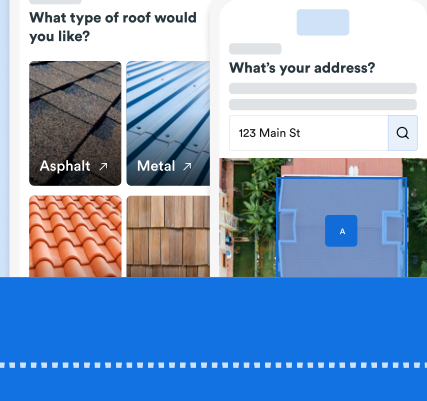 What type of roof would
you like?
Asphalt
Metal
What's your address?
123 Main St
A